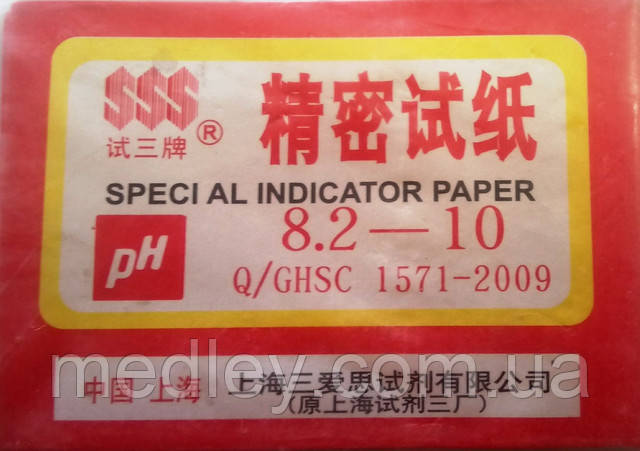 SSS
试三牌®
精密试纸
SPECI AL INDICATOR PAPER
pH
8.2—10
Q/GHSC 1571-2009
中国 上海
上海三爱思试剂有限公司
(原上海试剂三厂)
medley.com.ua